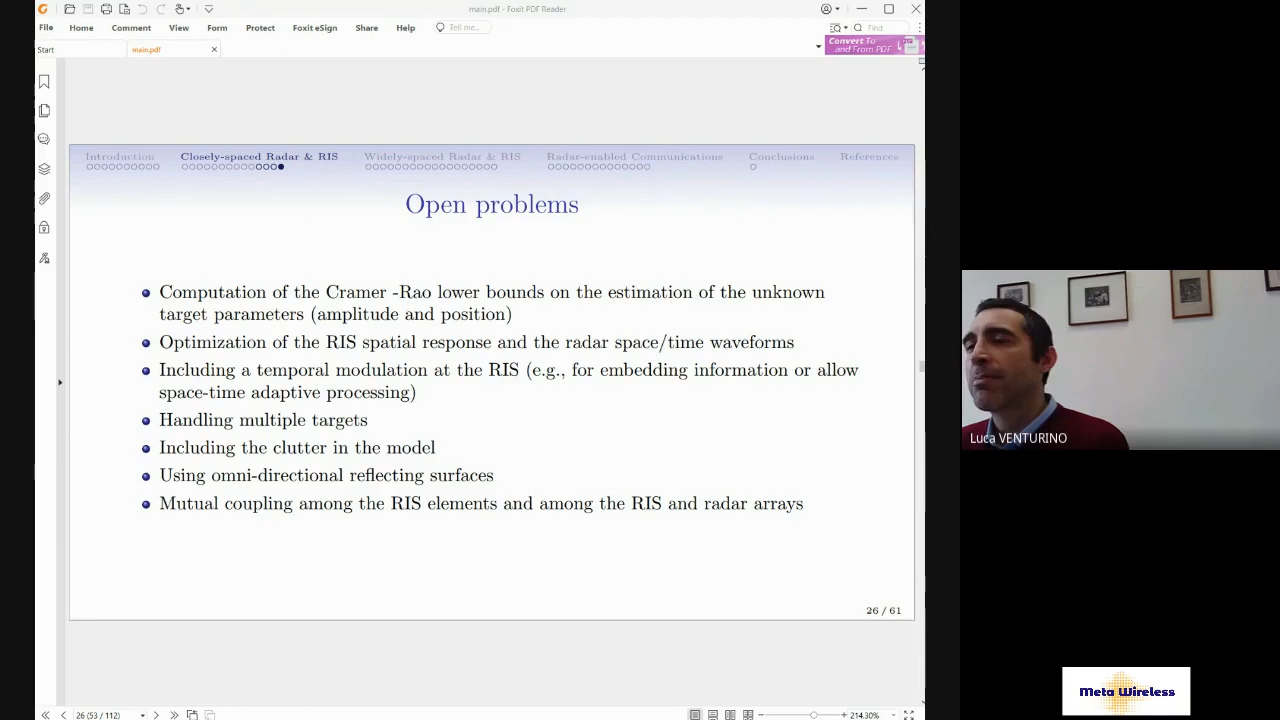 main.pdf - Foxit PDF Reader
File Home Comment View Form Protect Foxit eSign Share Help Tell me... Find
Start main.pdf
Convert To
and From PDF
Introduction Closely-spaced Radar & RIS Widely-spaced Radar & RIS Radar-enabled Communications Conclusions References
Open problems
Computation of the Cramer -Rao lower bounds on the estimation of the unknown
target parameters (amplitude and position)
Optimization of the RIS spatial response and the radar space/time waveforms
Including a temporal modulation at the RIS (e.g., for embedding information or allow
space-time adaptive processing)
Handling multiple targets
Including the clutter in the model
Using omni-directional reflecting surfaces
Mutual coupling among the RIS elements and among the RIS and radar arrays
26 / 61
Luca VENTURINO
Meta Wireless
26 (53 / 112) 214.30%